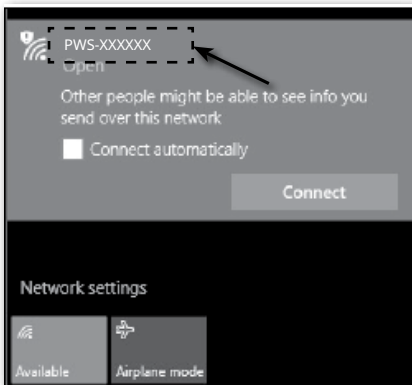 PWS-XXXXXX
Open
Other people might be able to see info you
send over this network
Connect automatically
Connect
Network settings
Available
Airplane mode